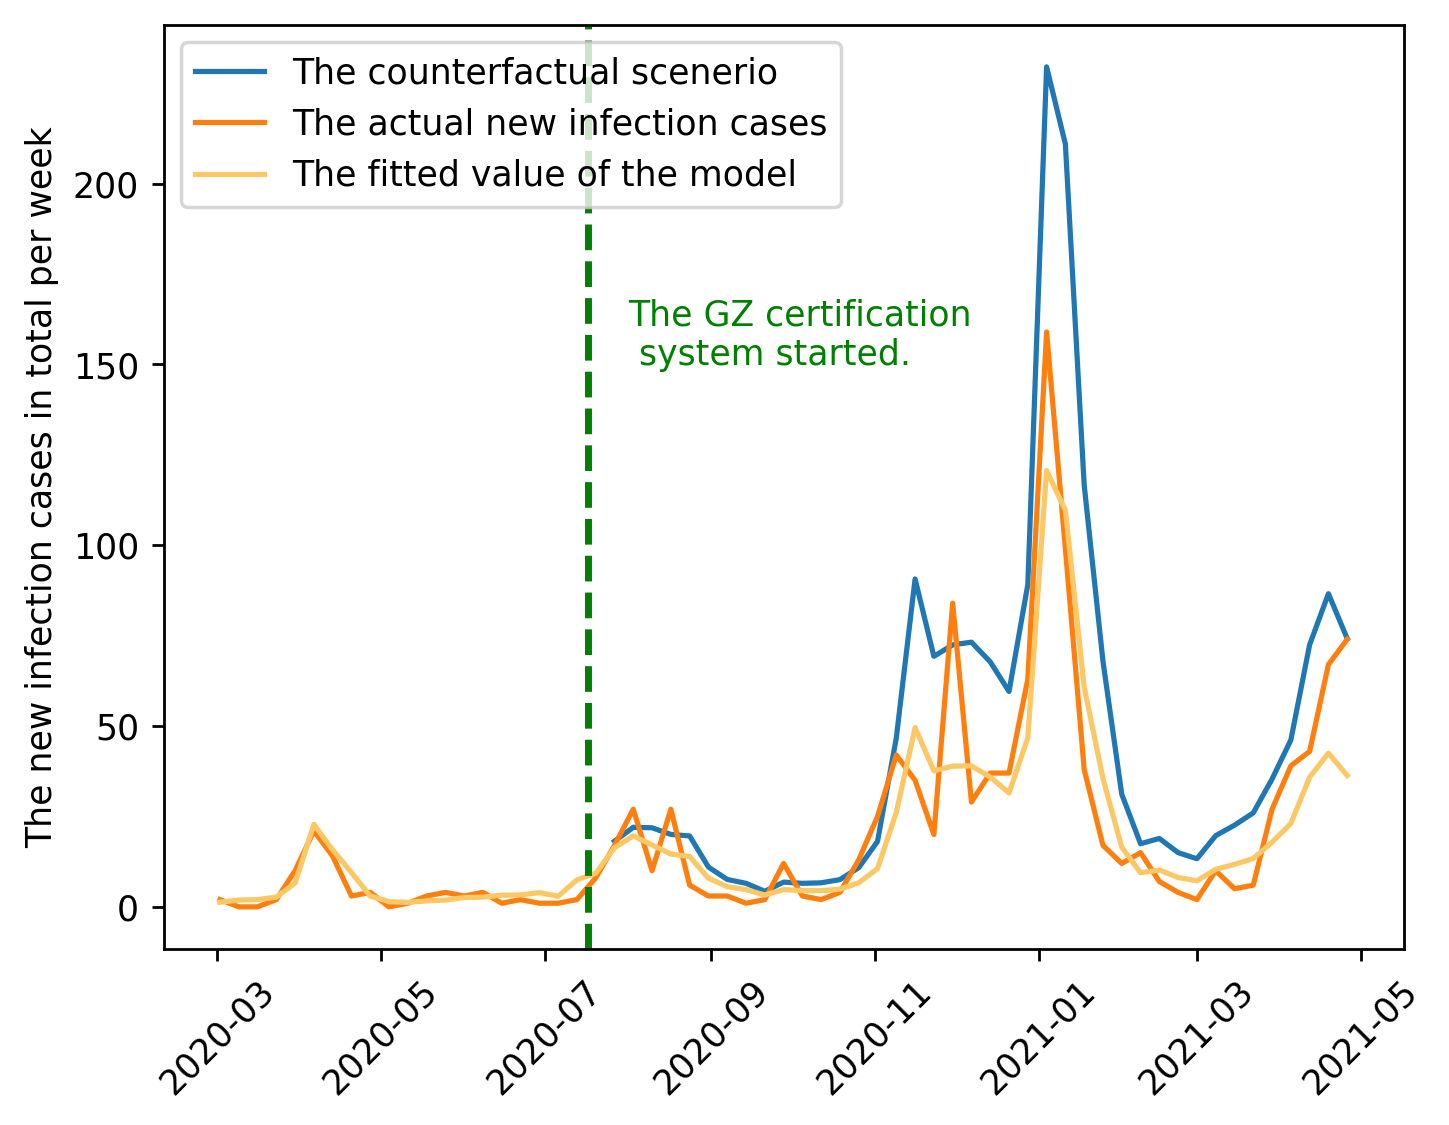 The counterfactual scenerio
The actual new infection cases
The fitted value of the model
The GZ certification
system started.
The new infection cases in total per week
200
150
100
50
0
2020-03
2020-05
2020-07
2020-09
2020-11
2021-01
2021-03
2021-05